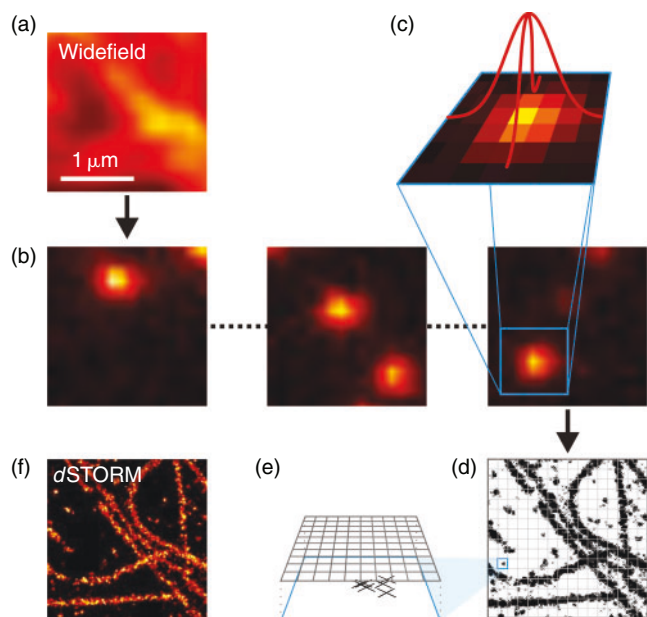 (a)
Widefield
1 μm
(c)
(b)
(f)
dSTORM
(e)
(d)